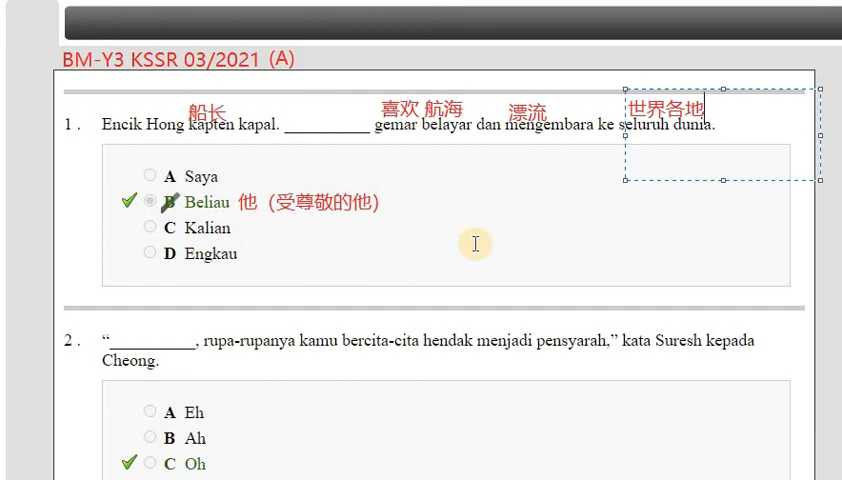 BM-Y3 KSSR 03/2021 (A)
船长 喜欢 航海 漂流 世界各地
1 . Encik Hong kapten kapal. __________ gemar belayar dan mengembara ke seluruh dunia.
A Saya
B Beliau 他（受尊敬的他）
C Kalian
D Engkau
2 . “__________, rupa-rupanya kamu bercita-cita hendak menjadi pensyarah,” kata Suresh kepada
Cheong.
A Eh
B Ah
C Oh